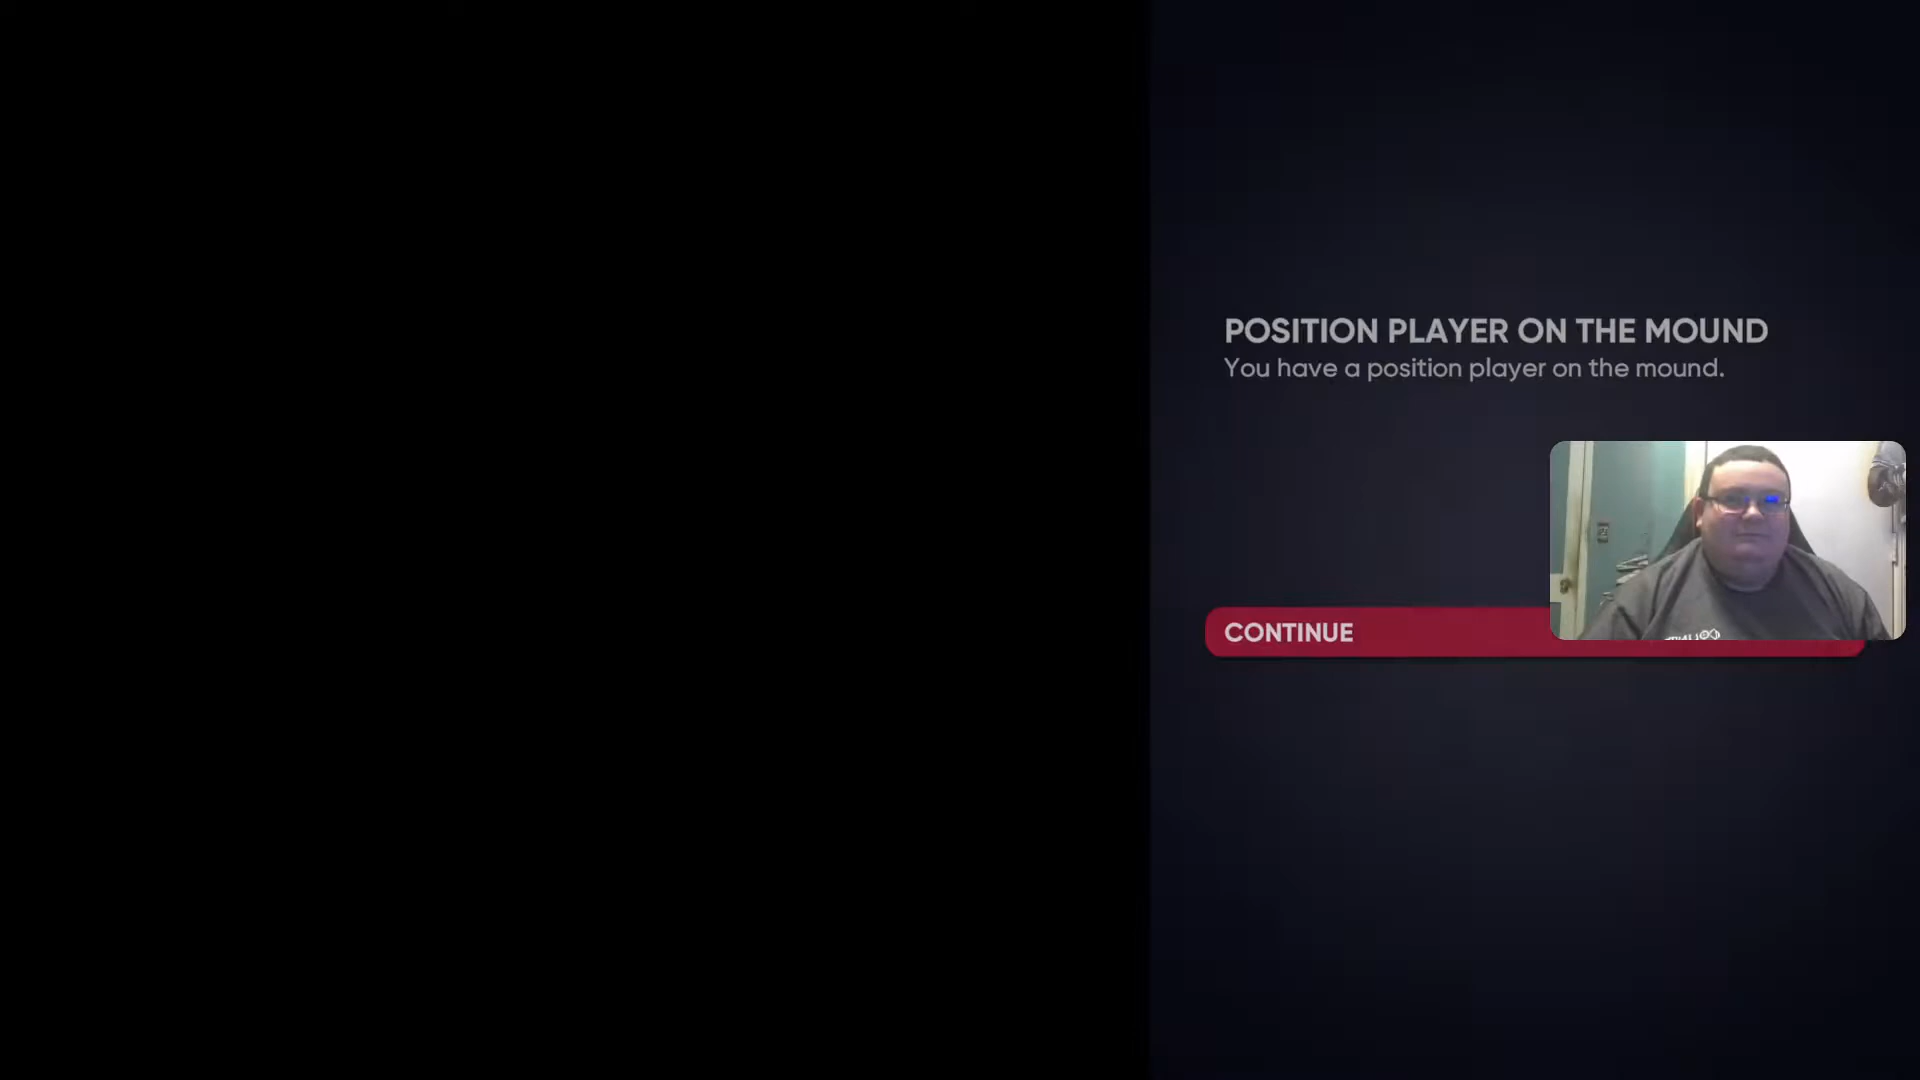 POSITION PLAYER ON THE MOUND
You have a position player on the mound.
CONTINUE